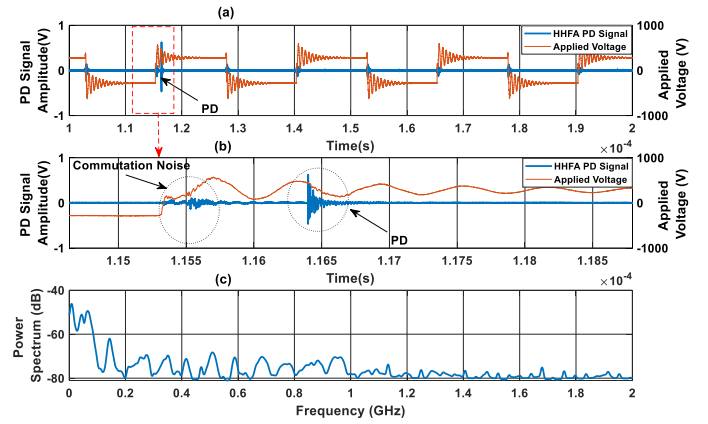 (a)
PD Signal
Amplitude(V)
1
0
-1
HHFA PD Signal
Applied Voltage
PD
1000
0
-1000
Applied
Voltage (V)
1
1.1
1.2
1.3
1.4
1.5
1.6
1.7
1.8
1.9
2
Time(s)
×10⁻⁴
(b)
Commutation Noise
PD Signal
Amplitude(V)
1
0
-1
HHFA PD Signal
Applied Voltage
PD
1000
0
-1000
Applied
Voltage (V)
1.15
1.155
1.16
1.165
1.17
1.175
1.18
1.185
Time(s)
×10⁻⁴
(c)
Power
Spectrum (dB)
-40
-60
-80
0
0.2
0.4
0.6
0.8
1
1.2
1.4
1.6
1.8
2
Frequency (GHz)